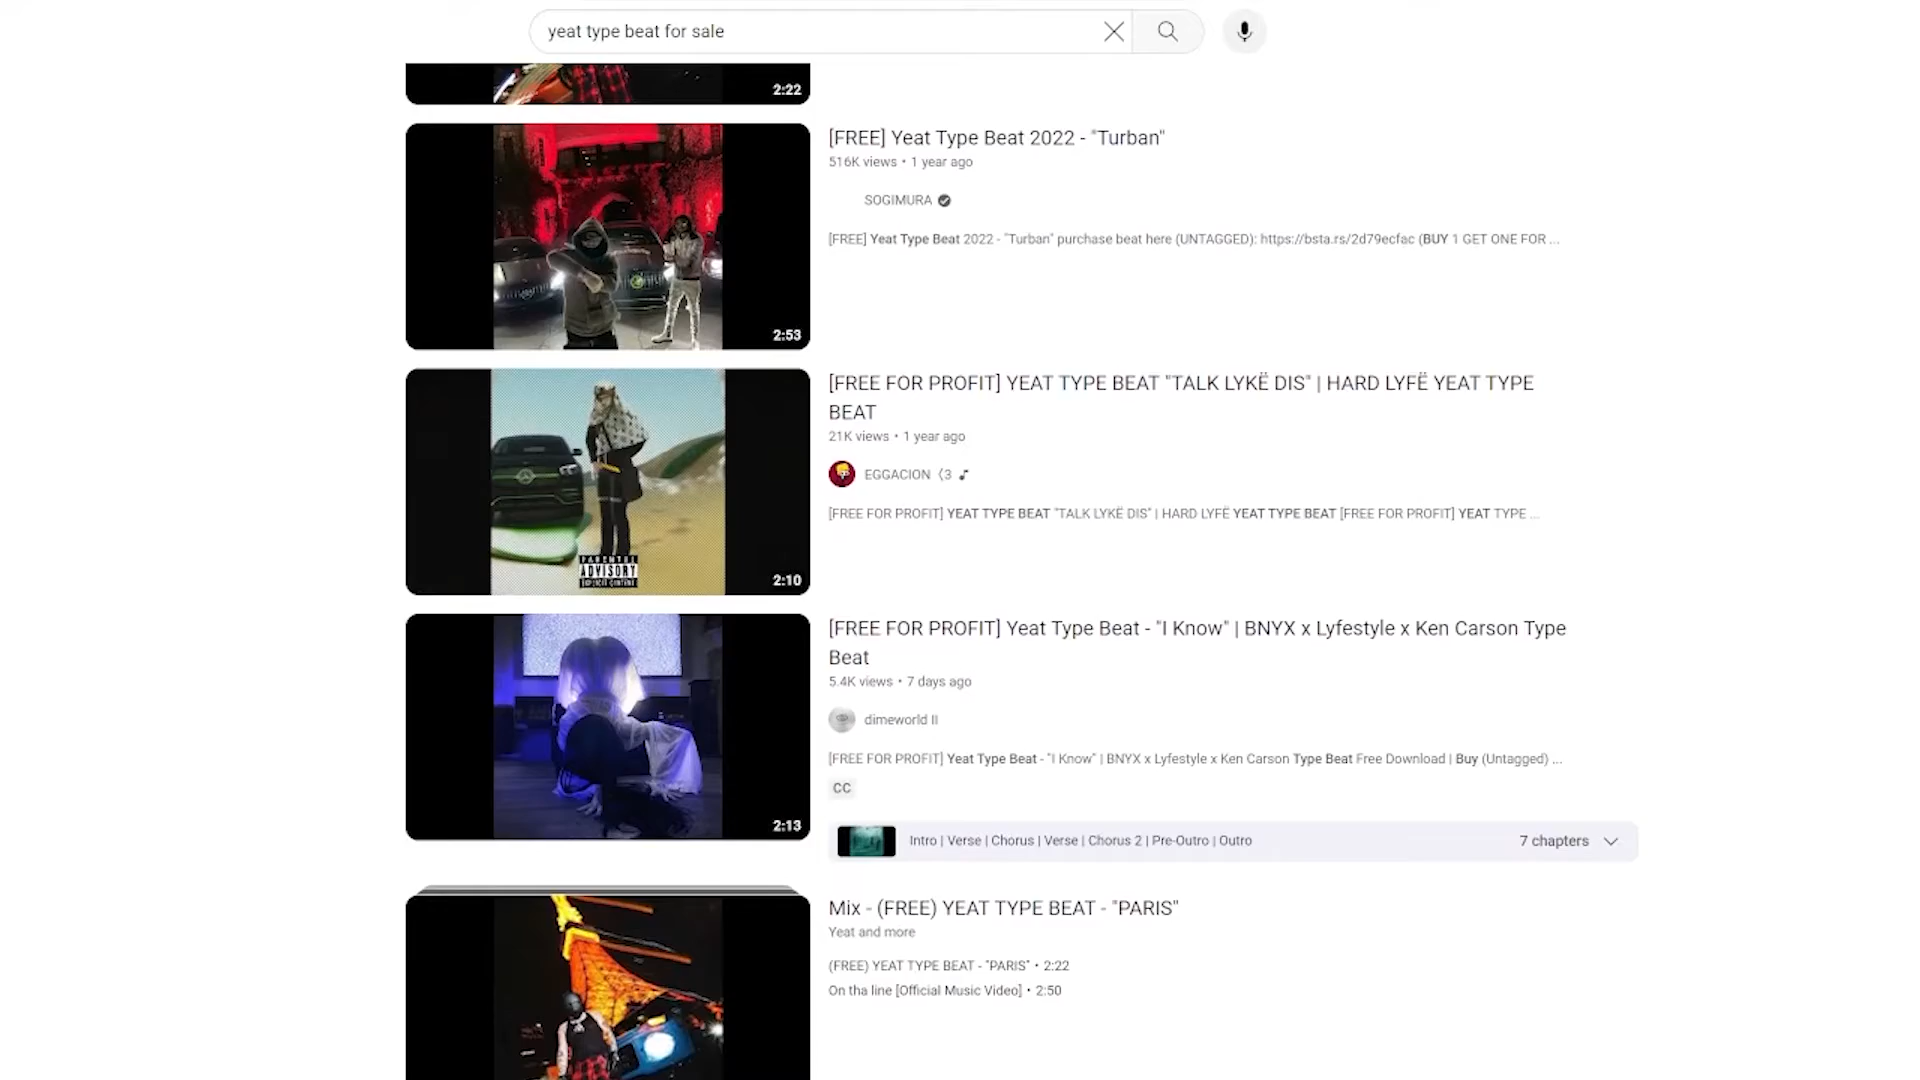 yeat type beat for sale
2:22
[FREE] Yeat Type Beat 2022 - "Turban"
516K views • 1 year ago
SOGIMURA
[FREE] Yeat Type Beat 2022 - "Turban" purchase beat here (UNTAGGED): https://bsta.rs/2d79ecfac (BUY 1 GET ONE FOR ...
2:53
[FREE FOR PROFIT] YEAT TYPE BEAT "TALK LYKË DIS" | HARD LYFË YEAT TYPE
BEAT
21K views • 1 year ago
EGGACION ⟨3 ♪
[FREE FOR PROFIT] YEAT TYPE BEAT "TALK LYKË DIS" | HARD LYFË YEAT TYPE BEAT [FREE FOR PROFIT] YEAT TYPE ...
PARENTAL
ADVISORY
EXPLICIT CONTENT
2:10
[FREE FOR PROFIT] Yeat Type Beat - "I Know" | BNYX x Lyfestyle x Ken Carson Type
Beat
5.4K views • 7 days ago
dimeworld II
[FREE FOR PROFIT] Yeat Type Beat - "I Know" | BNYX x Lyfestyle x Ken Carson Type Beat Free Download | Buy (Untagged) ...
CC
2:13
Intro | Verse | Chorus | Verse | Chorus 2 | Pre-Outro | Outro
7 chapters
Mix - (FREE) YEAT TYPE BEAT - "PARIS"
Yeat and more
(FREE) YEAT TYPE BEAT - "PARIS" • 2:22
On tha line [Official Music Video] • 2:50